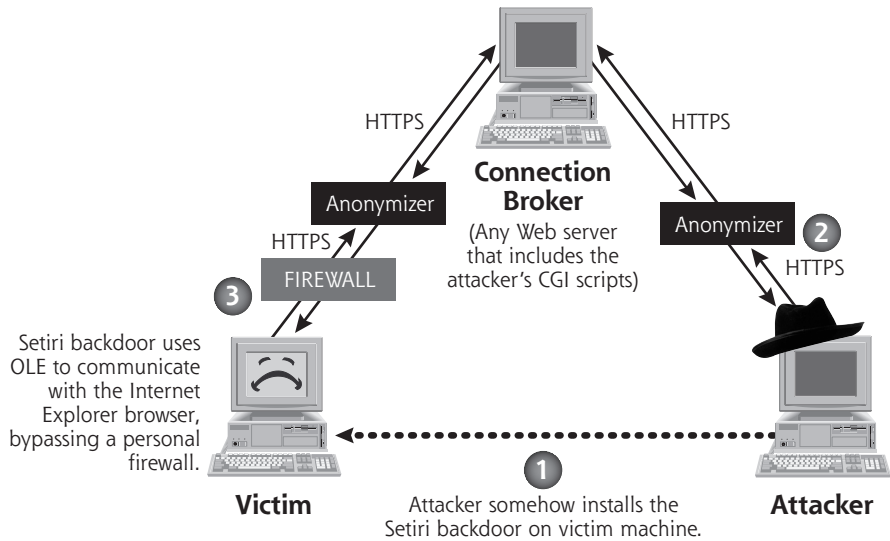 HTTPS
HTTPS
Connection
Broker
(Any Web server
that includes the
attacker's CGI scripts)
Anonymizer
Anonymizer
2
HTTPS
HTTPS
FIREWALL
3
Setiri backdoor uses
OLE to communicate
with the Internet
Explorer browser,
bypassing a personal
firewall.
Victim
1
Attacker somehow installs the
Setiri backdoor on victim machine.
Attacker